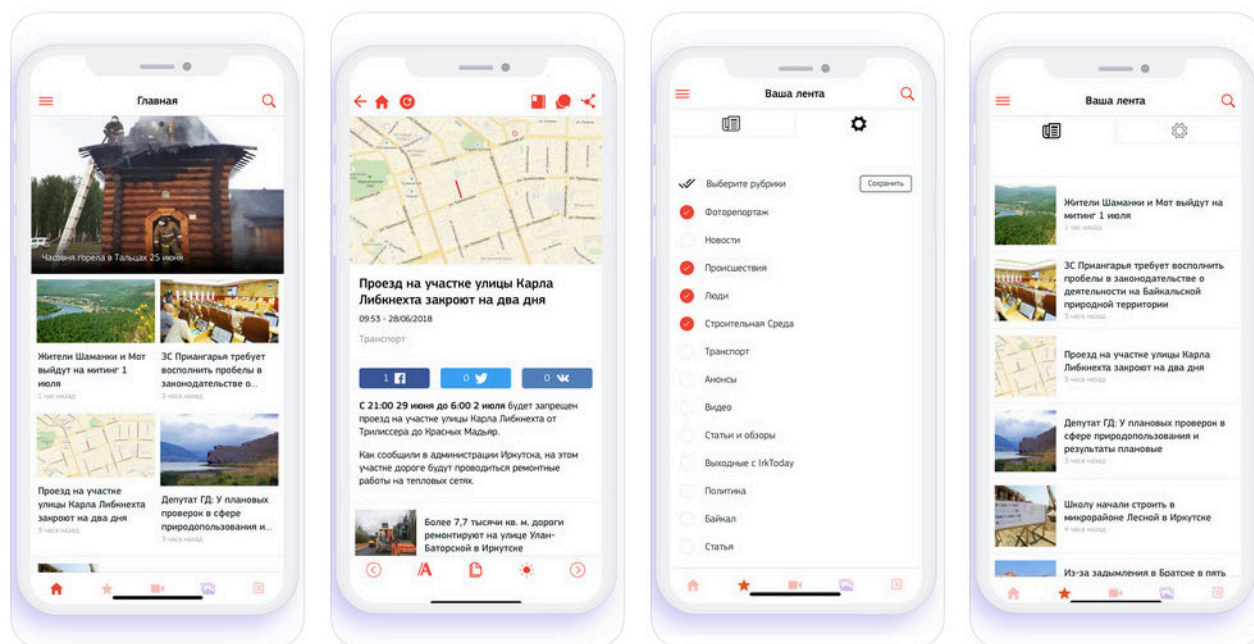 Главная
Часовня горела в Тальцах 25 июня
Жители Шаманки и Мот
выйдут на митинг 1
июля
1 час назад
ЗС Приангарья требует
восполнить пробелы в
законодательстве о...
3 часа назад
Проезд на участке
улицы Карла Либкнехта
закроют на два дня
3 часа назад
Депутат ГД: У плановых
проверок в сфере
природопользования и...
3 часа назад
Проезд на участке улицы Карла
Либкнехта закроют на два дня
09:53 - 28/06/2018
Транспорт
1
0
0
С 21:00 29 июня до 6:00 2 июля будет запрещен
проезд на участке улицы Карла Либкнехта от
Трилиссера до Красных Мадьяр.
Как сообщили в администрации Иркутска, на этом
участке дороге будут проводиться ремонтные
работы на тепловых сетях.
Более 7,7 тысячи кв. м. дороги
ремонтируют на улице Улан-
Баторской в Иркутске
Ваша лента
Выберите рубрики
Сохранить
Фоторепортаж
Новости
Происшествия
Люди
Строительная Среда
Транспорт
Анонсы
Видео
Статьи и обзоры
Выходные с IrkToday
Политика
Байкал
Статья
Ваша лента
Жители Шаманки и Мот выйдут на
митинг 1 июля
1 час назад
ЗС Приангарья требует восполнить
пробелы в законодательстве о
деятельности на Байкальской
природной территории
3 часа назад
Проезд на участке улицы Карла
Либкнехта закроют на два дня
3 часа назад
Депутат ГД: У плановых проверок в
сфере природопользования и
результаты плановые
3 часа назад
Школу начали строить в
микрорайоне Лесной в Иркутске
4 часа назад
Из-за задымления в Братске в пять